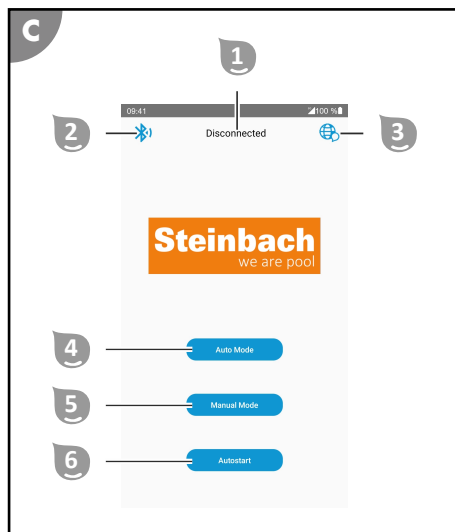 C
1
2
3
09:41 100 %
Disconnected
Steinbach
we are pool
4
Auto Mode
5
Manual Mode
6
Autostart